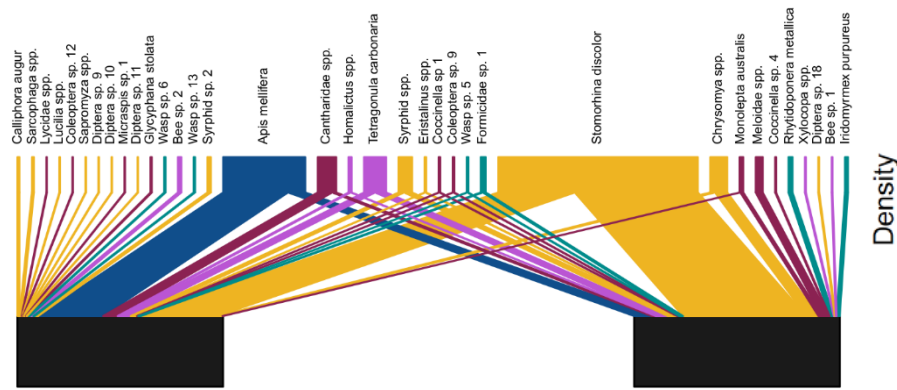 Calliphora augur
Sarcophaga spp.
Lycidae spp.
Lucilia spp.
Coleoptera sp. 12
Sapromyza spp.
Diptera sp. 9
Diptera sp. 10
Micraspis sp. 1
Diptera sp. 11
Glycyphana stolata
Wasp sp. 6
Bee sp. 2
Wasp sp. 13
Syrphid sp. 2
Apis mellifera
Cantharidae spp.
Homalictus spp.
Tetragonula carbonaria
Syrphid spp.
Eristalinus spp.
Coccinella sp 1
Coleoptera sp. 9
Wasp sp. 5
Formicidae sp. 1
Stomorhina discolor
Chrysomya spp.
Monolepta australis
Meloidae spp.
Coccinella sp. 4
Rhytidoponera metallica
Xylocopa spp.
Diptera sp. 18
Bee sp. 1
Iridomyrmex purpureus
Density